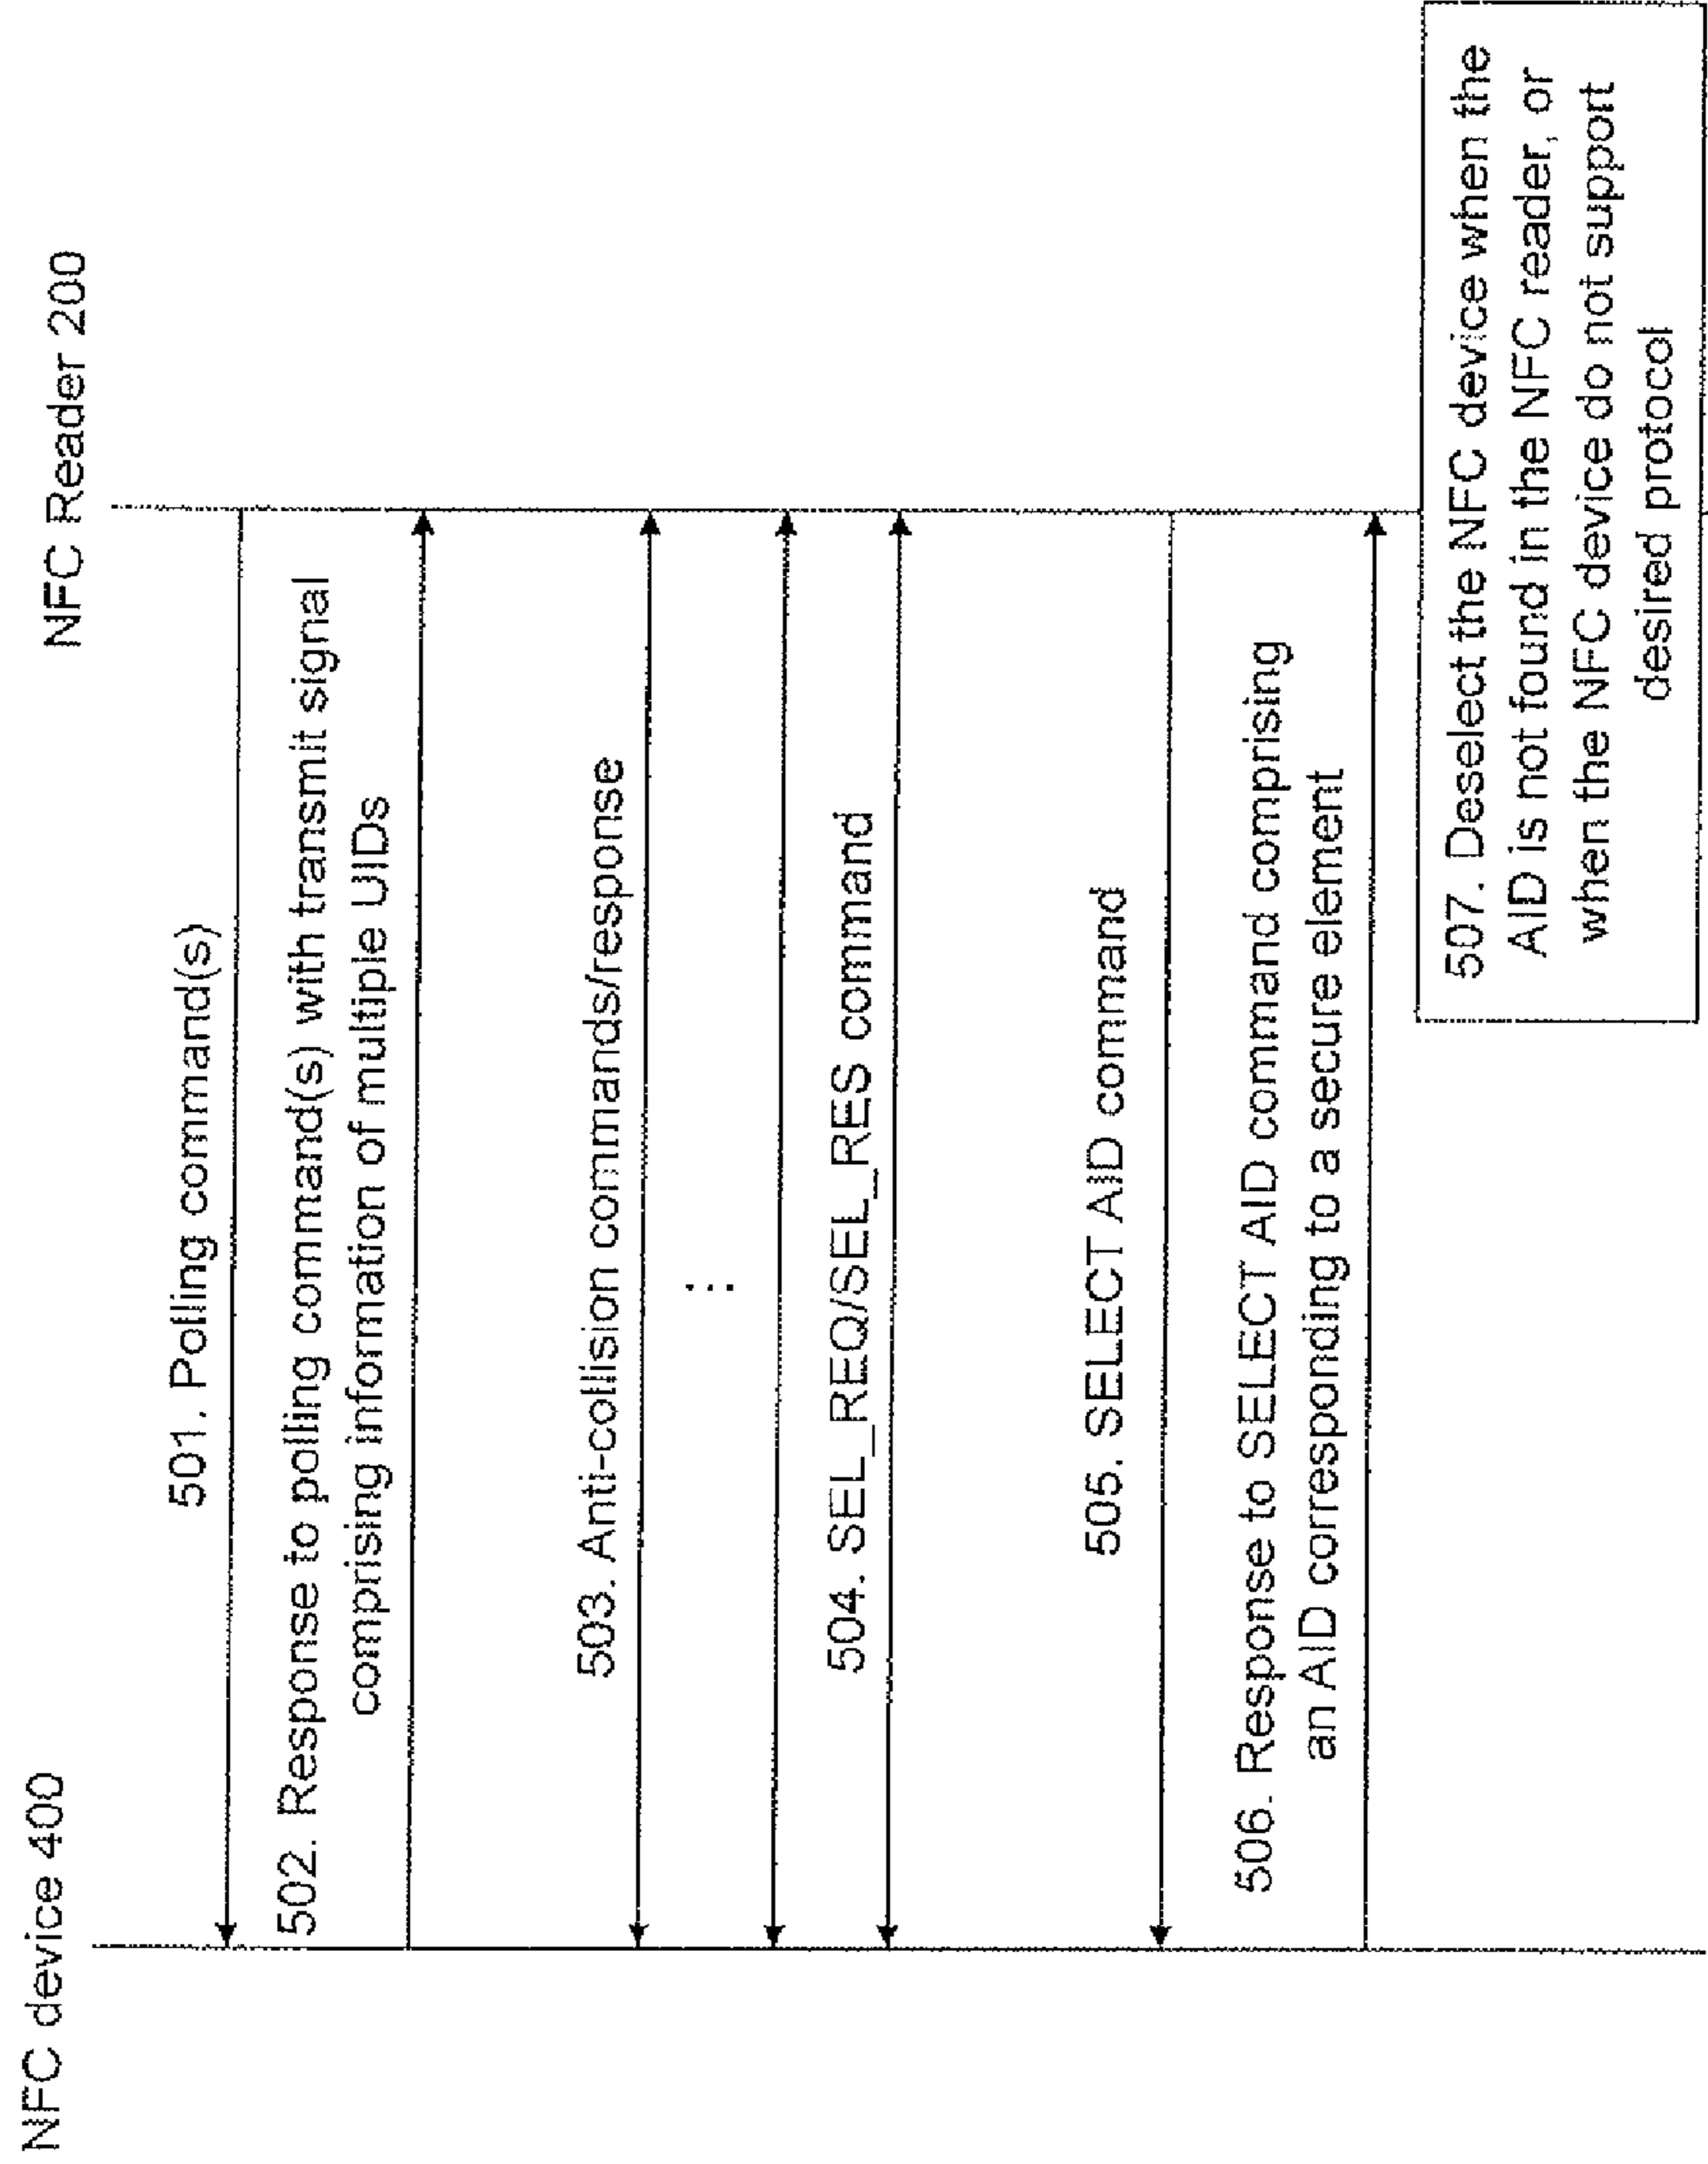 NFC device 400
NFC Reader 200
501. Polling command(s)
502. Response to polling command(s) with transmit signal
comprising information of multiple UIDs
503. Anti-collision commands/response
...
504. SEL_REQ/SEL_RES command
505. SELECT AID command
506. Response to SELECT AID command comprising
an AID corresponding to a secure element
507. Deselect the NFC device when the
AID is not found in the NFC reader, or
when the NFC device do not support
desired protocol